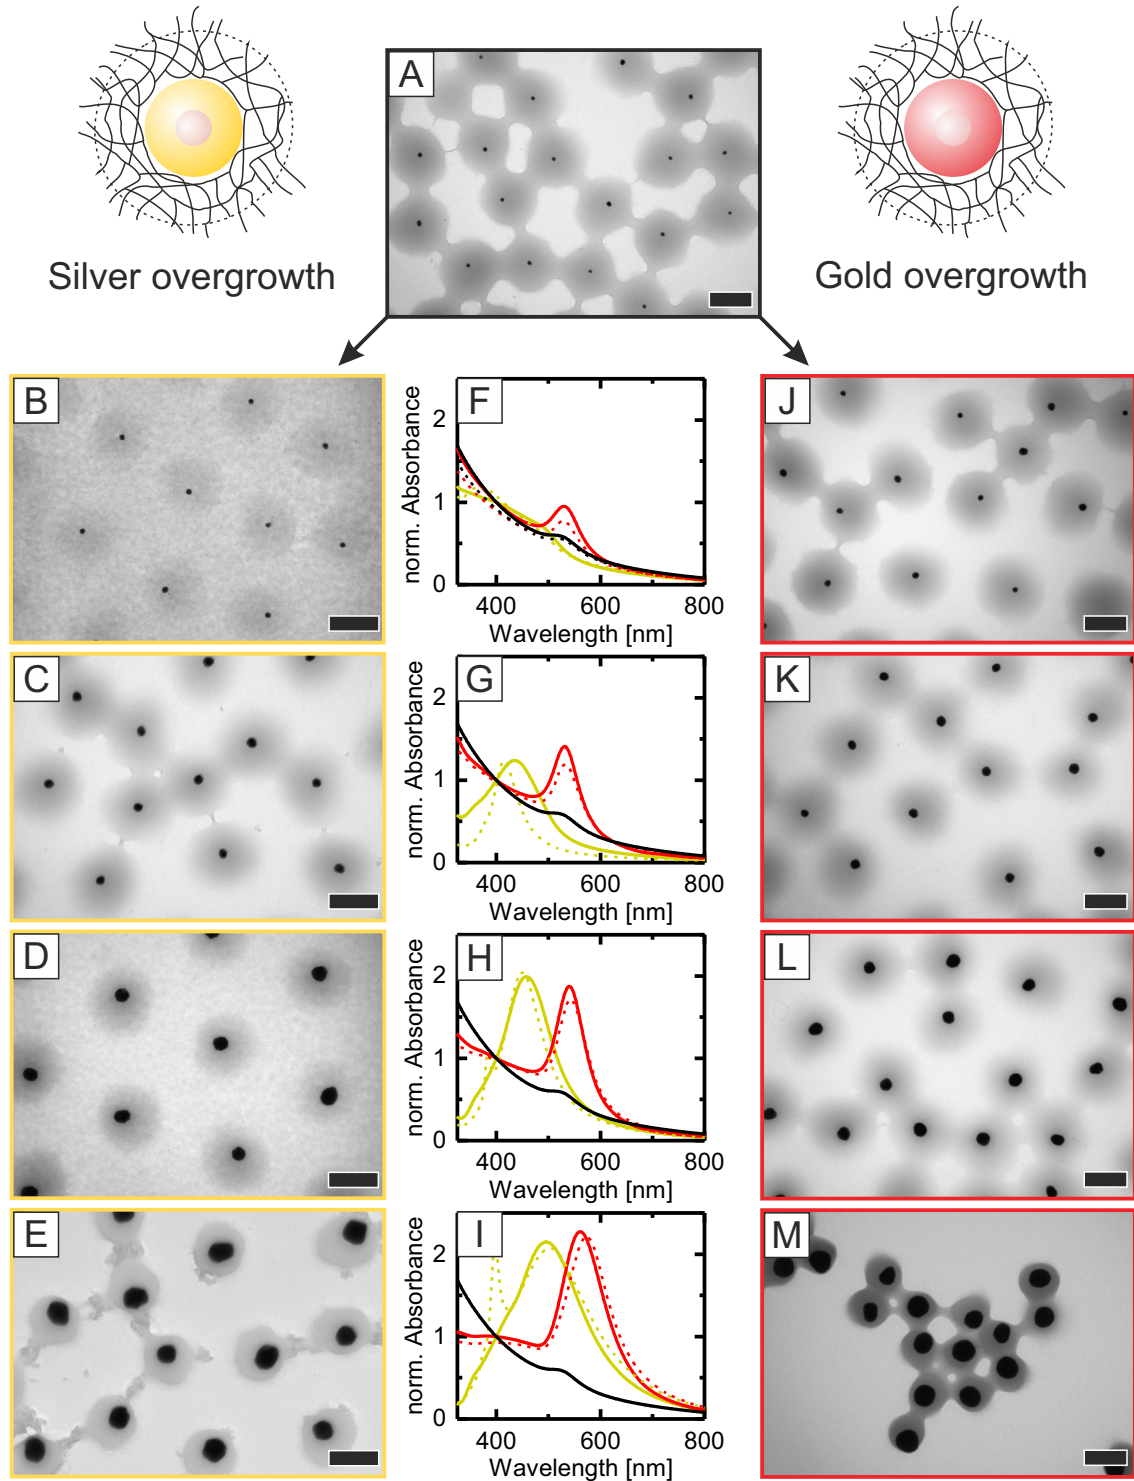 A
Silver overgrowth
Gold overgrowth
B
F
2
1
0
norm. Absorbance
400 600 800
Wavelength [nm]
J
C
G
2
1
0
norm. Absorbance
400 600 800
Wavelength [nm]
K
D
H
2
1
0
norm. Absorbance
400 600 800
Wavelength [nm]
L
E
I
2
1
0
norm. Absorbance
400 600 800
Wavelength [nm]
M